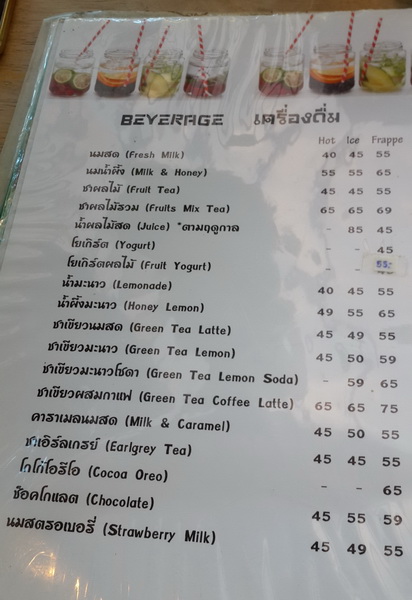 BEVERAGE เครื่องดื่ม
Hot Ice Frappe
นมสด (Fresh Milk) 40 45 55
นมน้ำผึ้ง (Milk & Honey) 55 55 65
ชาผลไม้ (Fruit Tea) 45 45 55
ชาผลไม้รวม (Fruits Mix Tea) 65 65 69
น้ำผลไม้สด (Juice) *ตามฤดูกาล - 85 45
โยเกิร์ต (Yogurt) - - 45
โยเกิร์ตผลไม้ (Fruit Yogurt) - - 55
น้ำมะนาว (Lemonade) 40 45 55
น้ำผึ้งมะนาว (Honey Lemon) 49 55 65
ชาเขียวนมสด (Green Tea Latte) 45 49 55
ชาเขียวมะนาว (Green Tea Lemon) 45 50 59
ชาเขียวมะนาวโซดา (Green Tea Lemon Soda) - 59 65
ชาเขียวผสมกาแฟ (Green Tea Coffee Latte) 65 65 75
คาราเมลนมสด (Milk & Caramel) 45 50 55
ชาเอิร์ลเกรย์ (Earlgrey Tea) 45 45 55
โกโก้โอรีโอ (Cocoa Oreo) - - 65
ช๊อคโกแลต (Chocolate) 45 55 59
นมสตรอเบอรี่ (Strawberry Milk) 45 49 55